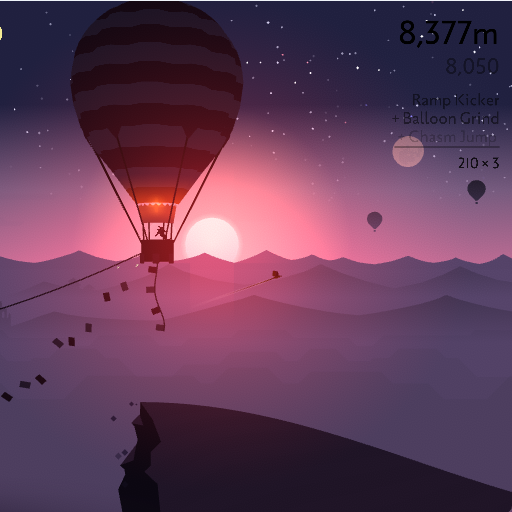 8,377m
8,050
Ramp Kicker
+ Balloon Grind
Chasm Jump
210 × 3